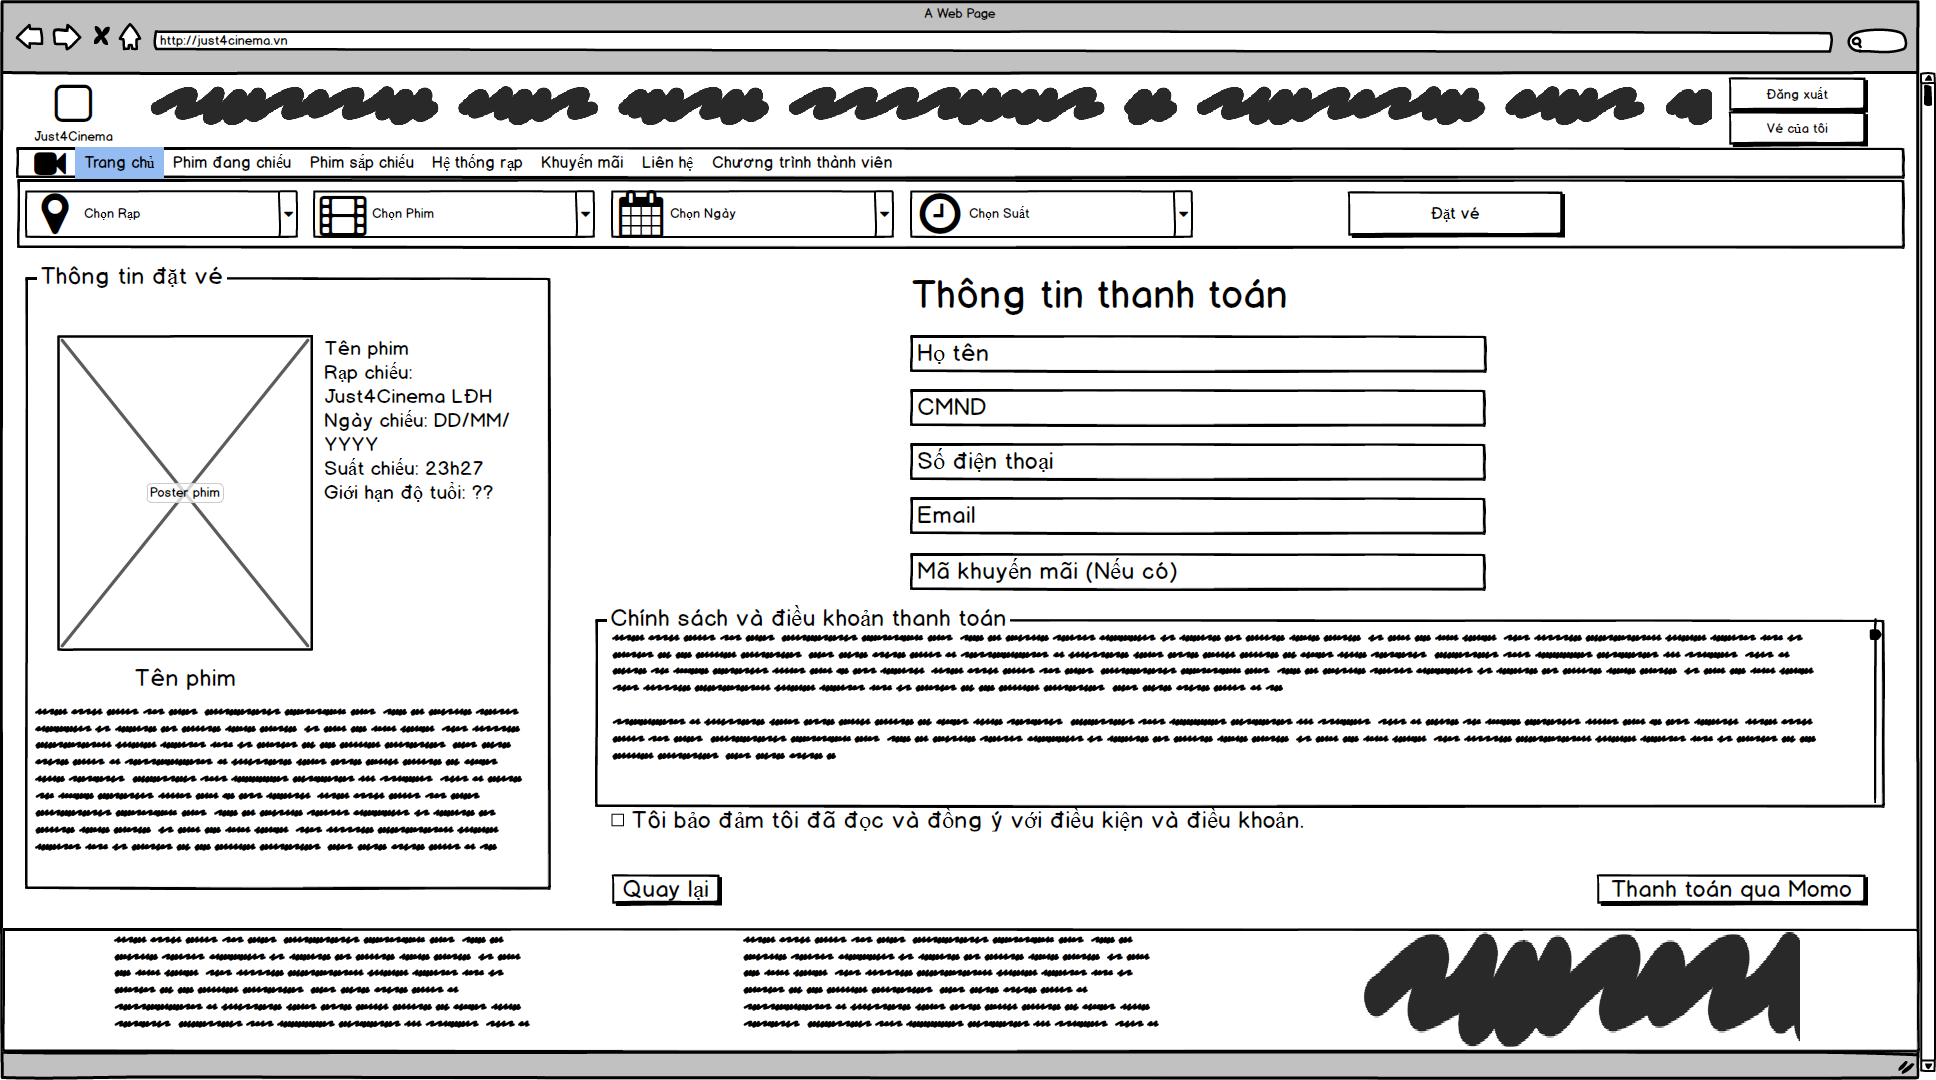 A Web Page
http://just4cinema.vn
Just4Cinema
Đăng xuất
Vé của tôi
Trang chủ Phim đang chiếu Phim sắp chiếu Hệ thống rạp Khuyến mãi Liên hệ Chương trình thành viên
Chọn Rạp Chọn Phim Chọn Ngày Chọn Suất Đặt vé
Thông tin đặt vé
Poster phim
Tên phim
Rạp chiếu:
Just4Cinema LĐH
Ngày chiếu: DD/MM/
YYYY
Suất chiếu: 23h27
Giới hạn độ tuổi: ??
Tên phim
Thông tin thanh toán
Họ tên
CMND
Số điện thoại
Email
Mã khuyến mãi (Nếu có)
Chính sách và điều khoản thanh toán
Tôi bảo đảm tôi đã đọc và đồng ý với điều kiện và điều khoản.
Quay lại
Thanh toán qua Momo